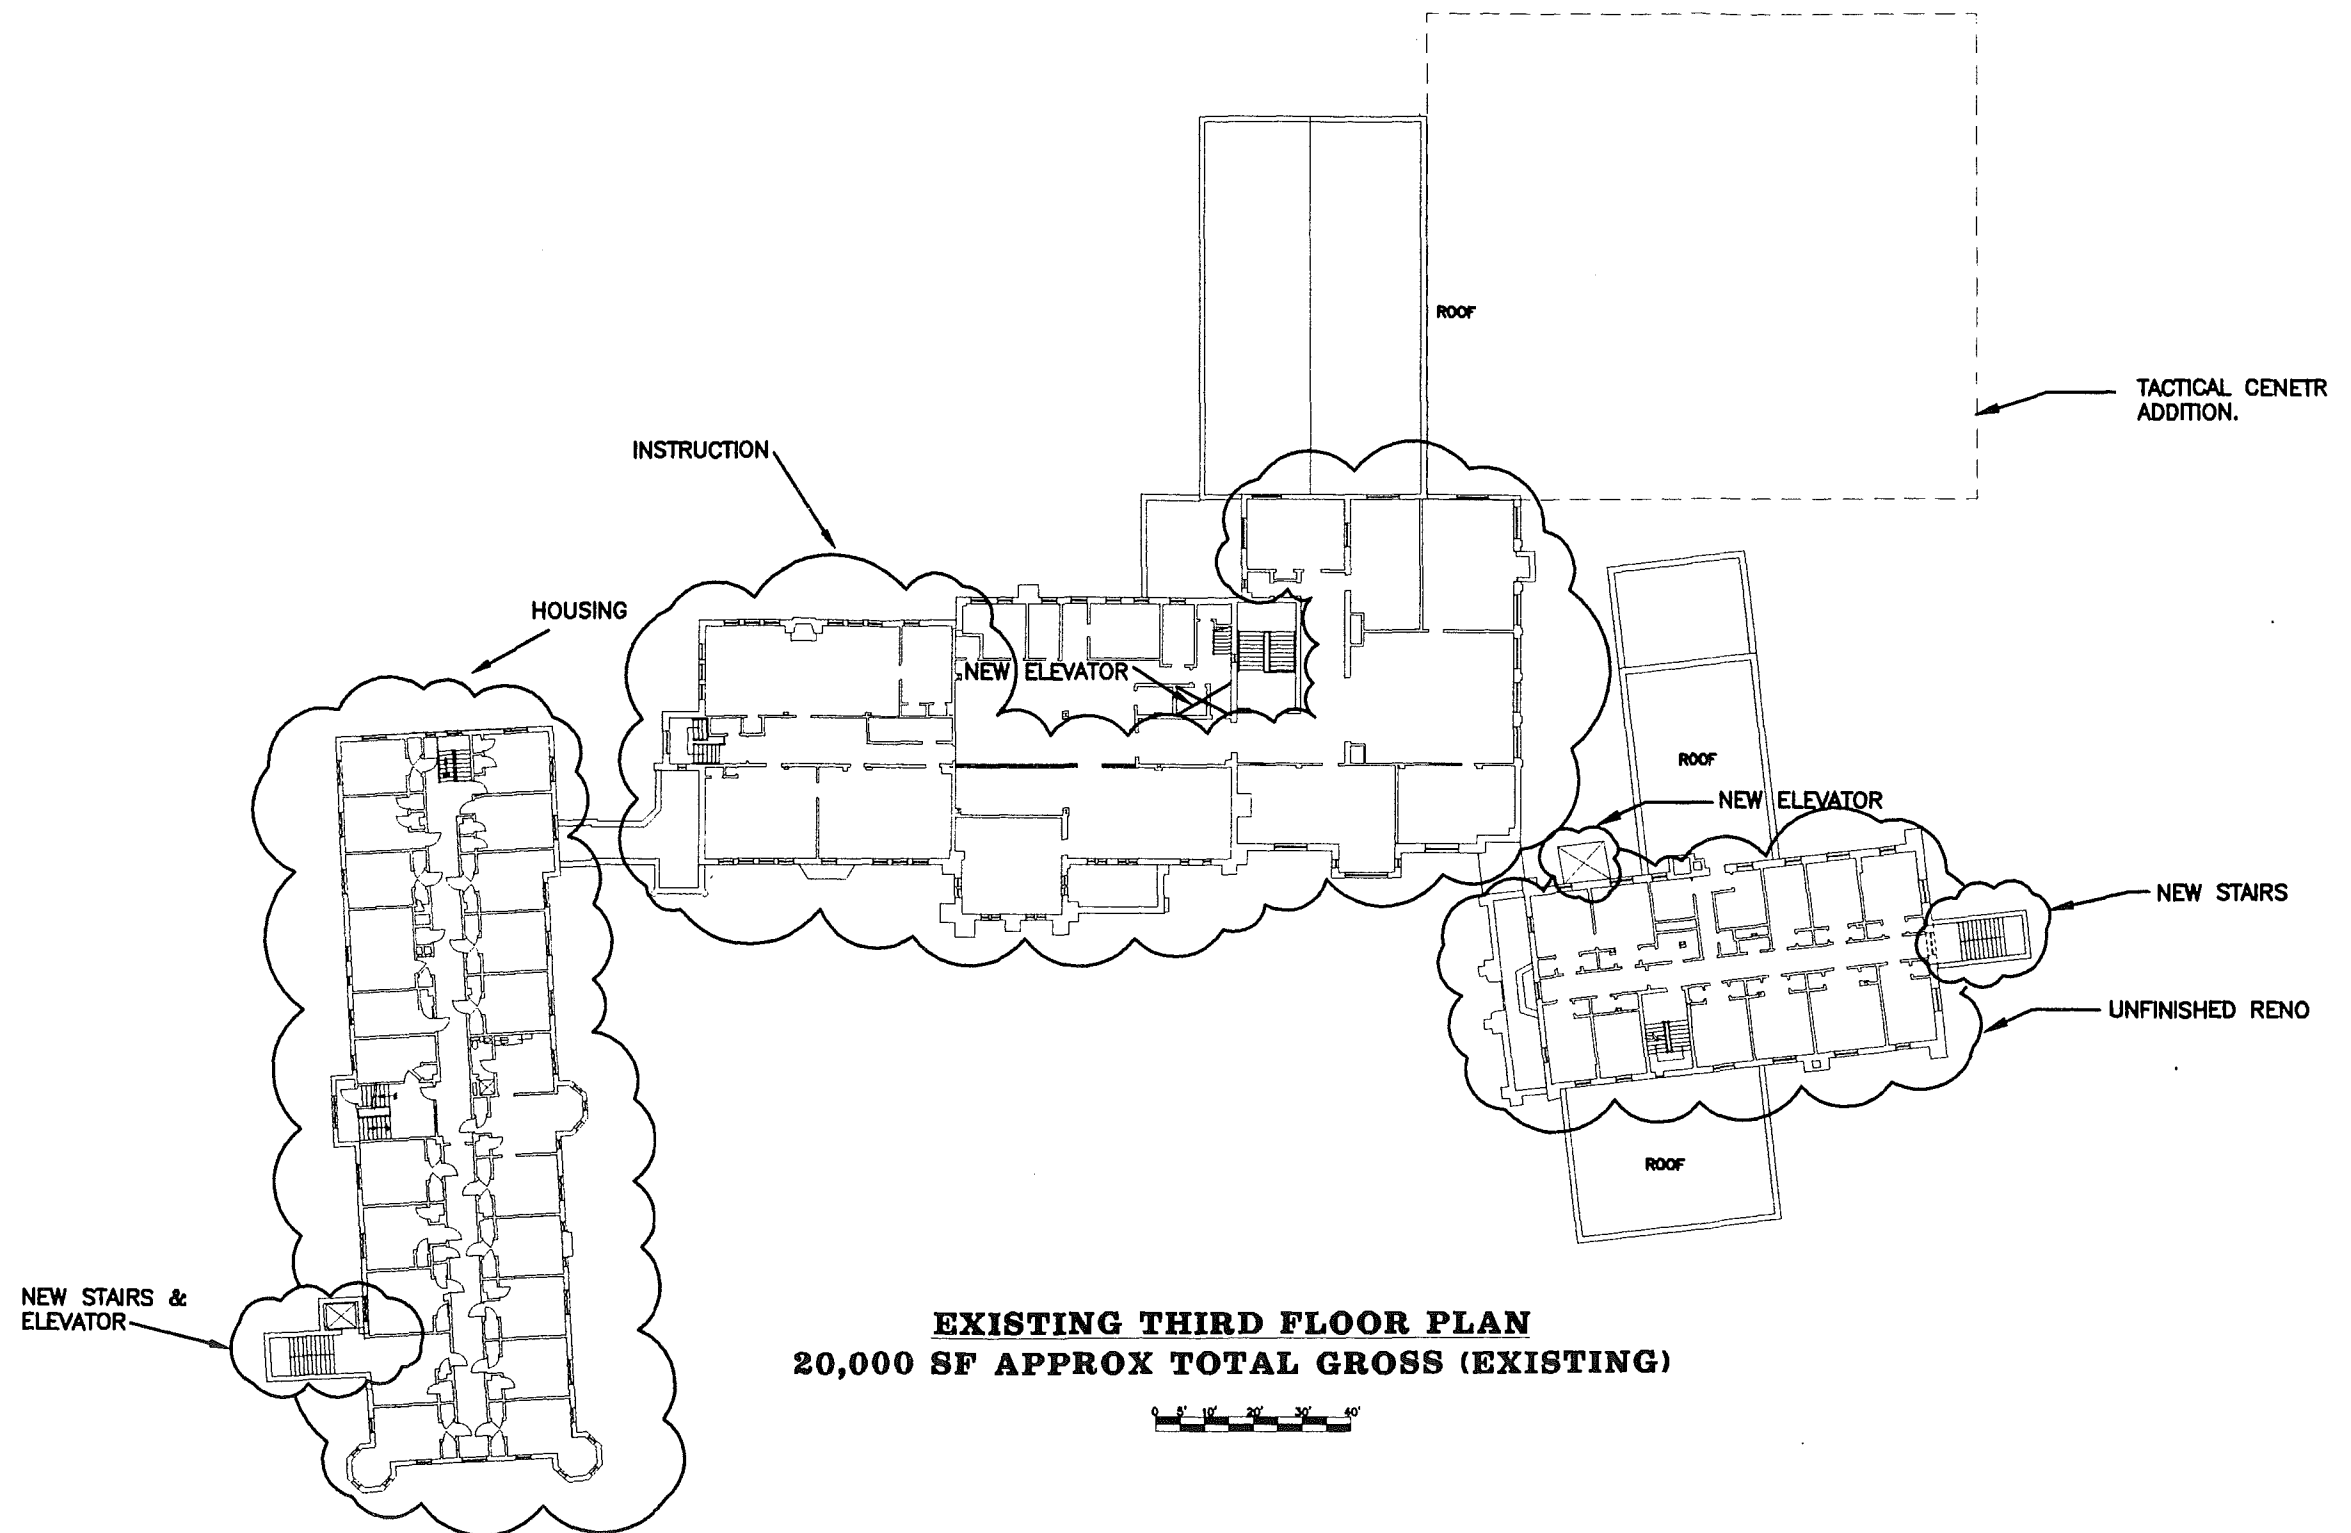 ROOF
TACTICAL CENETR
ADDITION.
INSTRUCTION
HOUSING
NEW ELEVATOR
ROOF
NEW ELEVATOR
NEW STAIRS
UNFINISHED RENO
ROOF
NEW STAIRS &
ELEVATOR
EXISTING THIRD FLOOR PLAN
20,000 SF APPROX TOTAL GROSS (EXISTING)
0 5' 10' 20' 30' 40'